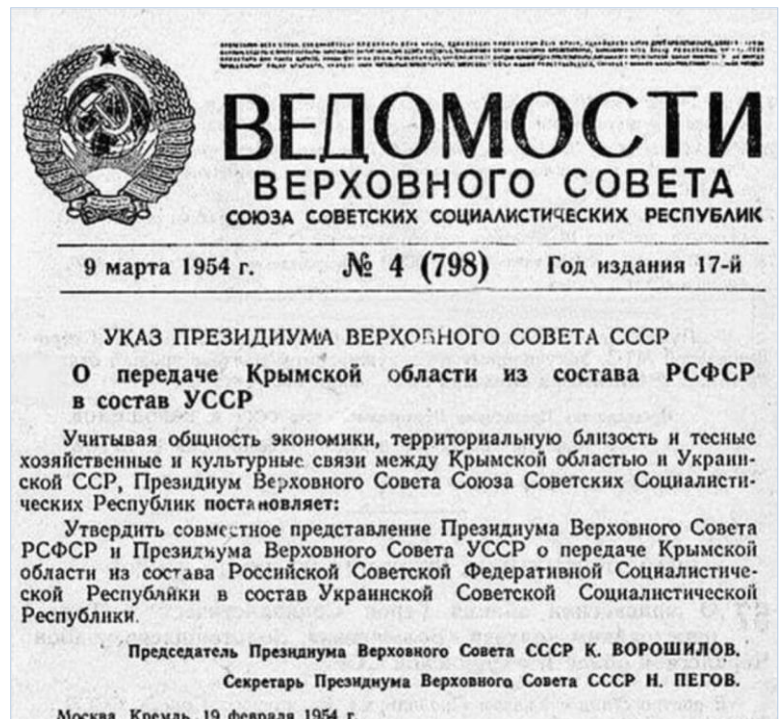 ВЕДОМОСТИ
ВЕРХОВНОГО СОВЕТА
СОЮЗА СОВЕТСКИХ СОЦИАЛИСТИЧЕСКИХ РЕСПУБЛИК
9 марта 1954 г. № 4 (798) Год издания 17-й
УКАЗ ПРЕЗИДИУМА ВЕРХОВНОГО СОВЕТА СССР
О передаче Крымской области из состава РСФСР
в состав УССР
Учитывая общность экономики, территориальную близость и тесные
хозяйственные и культурные связи между Крымской областью и Украин-
ской ССР, Президиум Верховного Совета Союза Советских Социалисти-
ческих Республик постановляет:
Утвердить совместное представление Президиума Верховного Совета
РСФСР и Президиума Верховного Совета УССР о передаче Крымской
области из состава Российской Советской Федеративной Социалистиче-
ской Республики в состав Украинской Советской Социалистической
Республики.
Председатель Президиума Верховного Совета СССР К. ВОРОШИЛОВ.
Секретарь Президиума Верховного Совета СССР Н. ПЕГОВ.
Москва, Кремль, 19 февраля 1954 г.